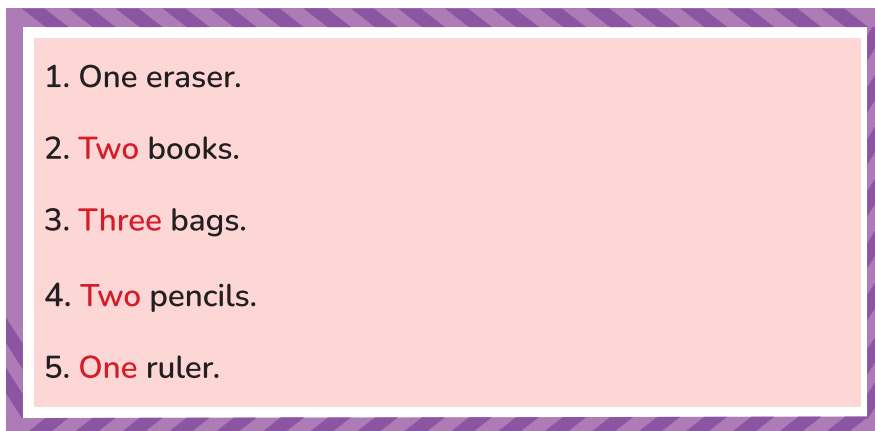 1. One eraser.
2. Two books.
3. Three bags.
4. Two pencils.
5. One ruler.